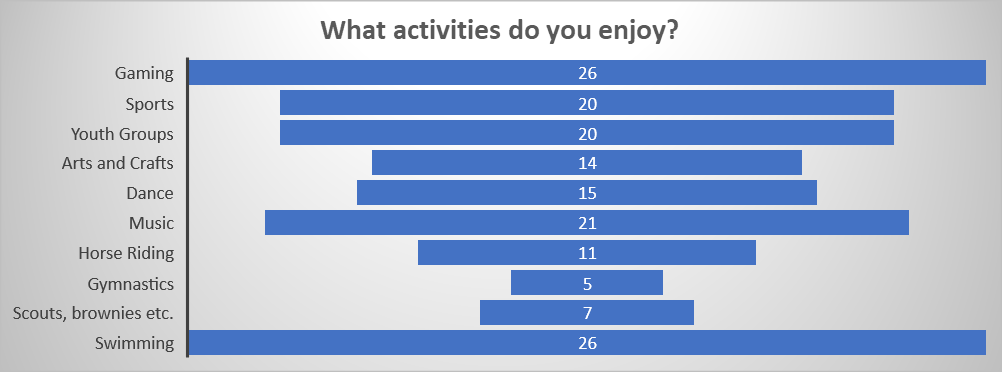 What activities do you enjoy?
Gaming 26
Sports 20
Youth Groups 20
Arts and Crafts 14
Dance 15
Music 21
Horse Riding 11
Gymnastics 5
Scouts, brownies etc. 7
Swimming 26